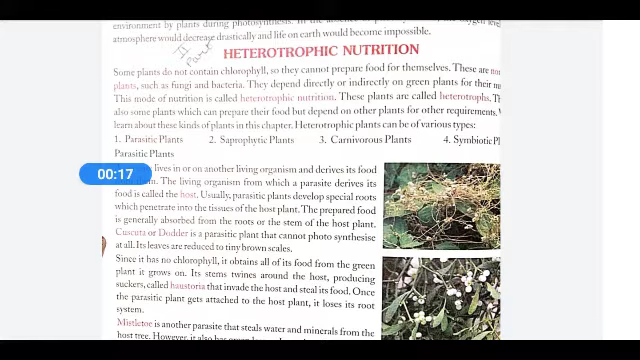 environment by plants during photosynthesis. In the absence of
atmosphere would decrease drastically and life on earth would become impossible.
II
Part
HETEROTROPHIC NUTRITION
Some plants do not contain chlorophyll, so they cannot prepare food for themselves. These are
plants, such as fungi and bacteria. They depend directly or indirectly on green plants for their
This mode of nutrition is called heterotrophic nutrition. These plants are called heterotrophs.
also some plants which can prepare their food but depend on other plants for other requirements.
learn about these kinds of plants in this chapter. Heterotrophic plants can be of various types:
1. Parasitic Plants 2. Saprophytic Plants 3. Carnivorous Plants 4. Symbiotic
Parasitic Plants
lives in or on another living organism and derives its food
00:17
The living organism from which a parasite derives its
food is called the host. Usually, parasitic plants develop special roots
which penetrate into the tissues of the host plant. The prepared food
is generally absorbed from the roots or the stem of the host plant.
Cuscuta or Dodder is a parasitic plant that cannot photo synthesise
at all. Its leaves are reduced to tiny brown scales.
Since it has no chlorophyll, it obtains all of its food from the green
plant it grows on. Its stems twines around the host, producing
suckers, called haustoria that invade the host and steal its food. Once
the parasitic plant gets attached to the host plant, it loses its root
system.
Mistletoe is another parasite that steals water and minerals from the
host tree. However, it also has